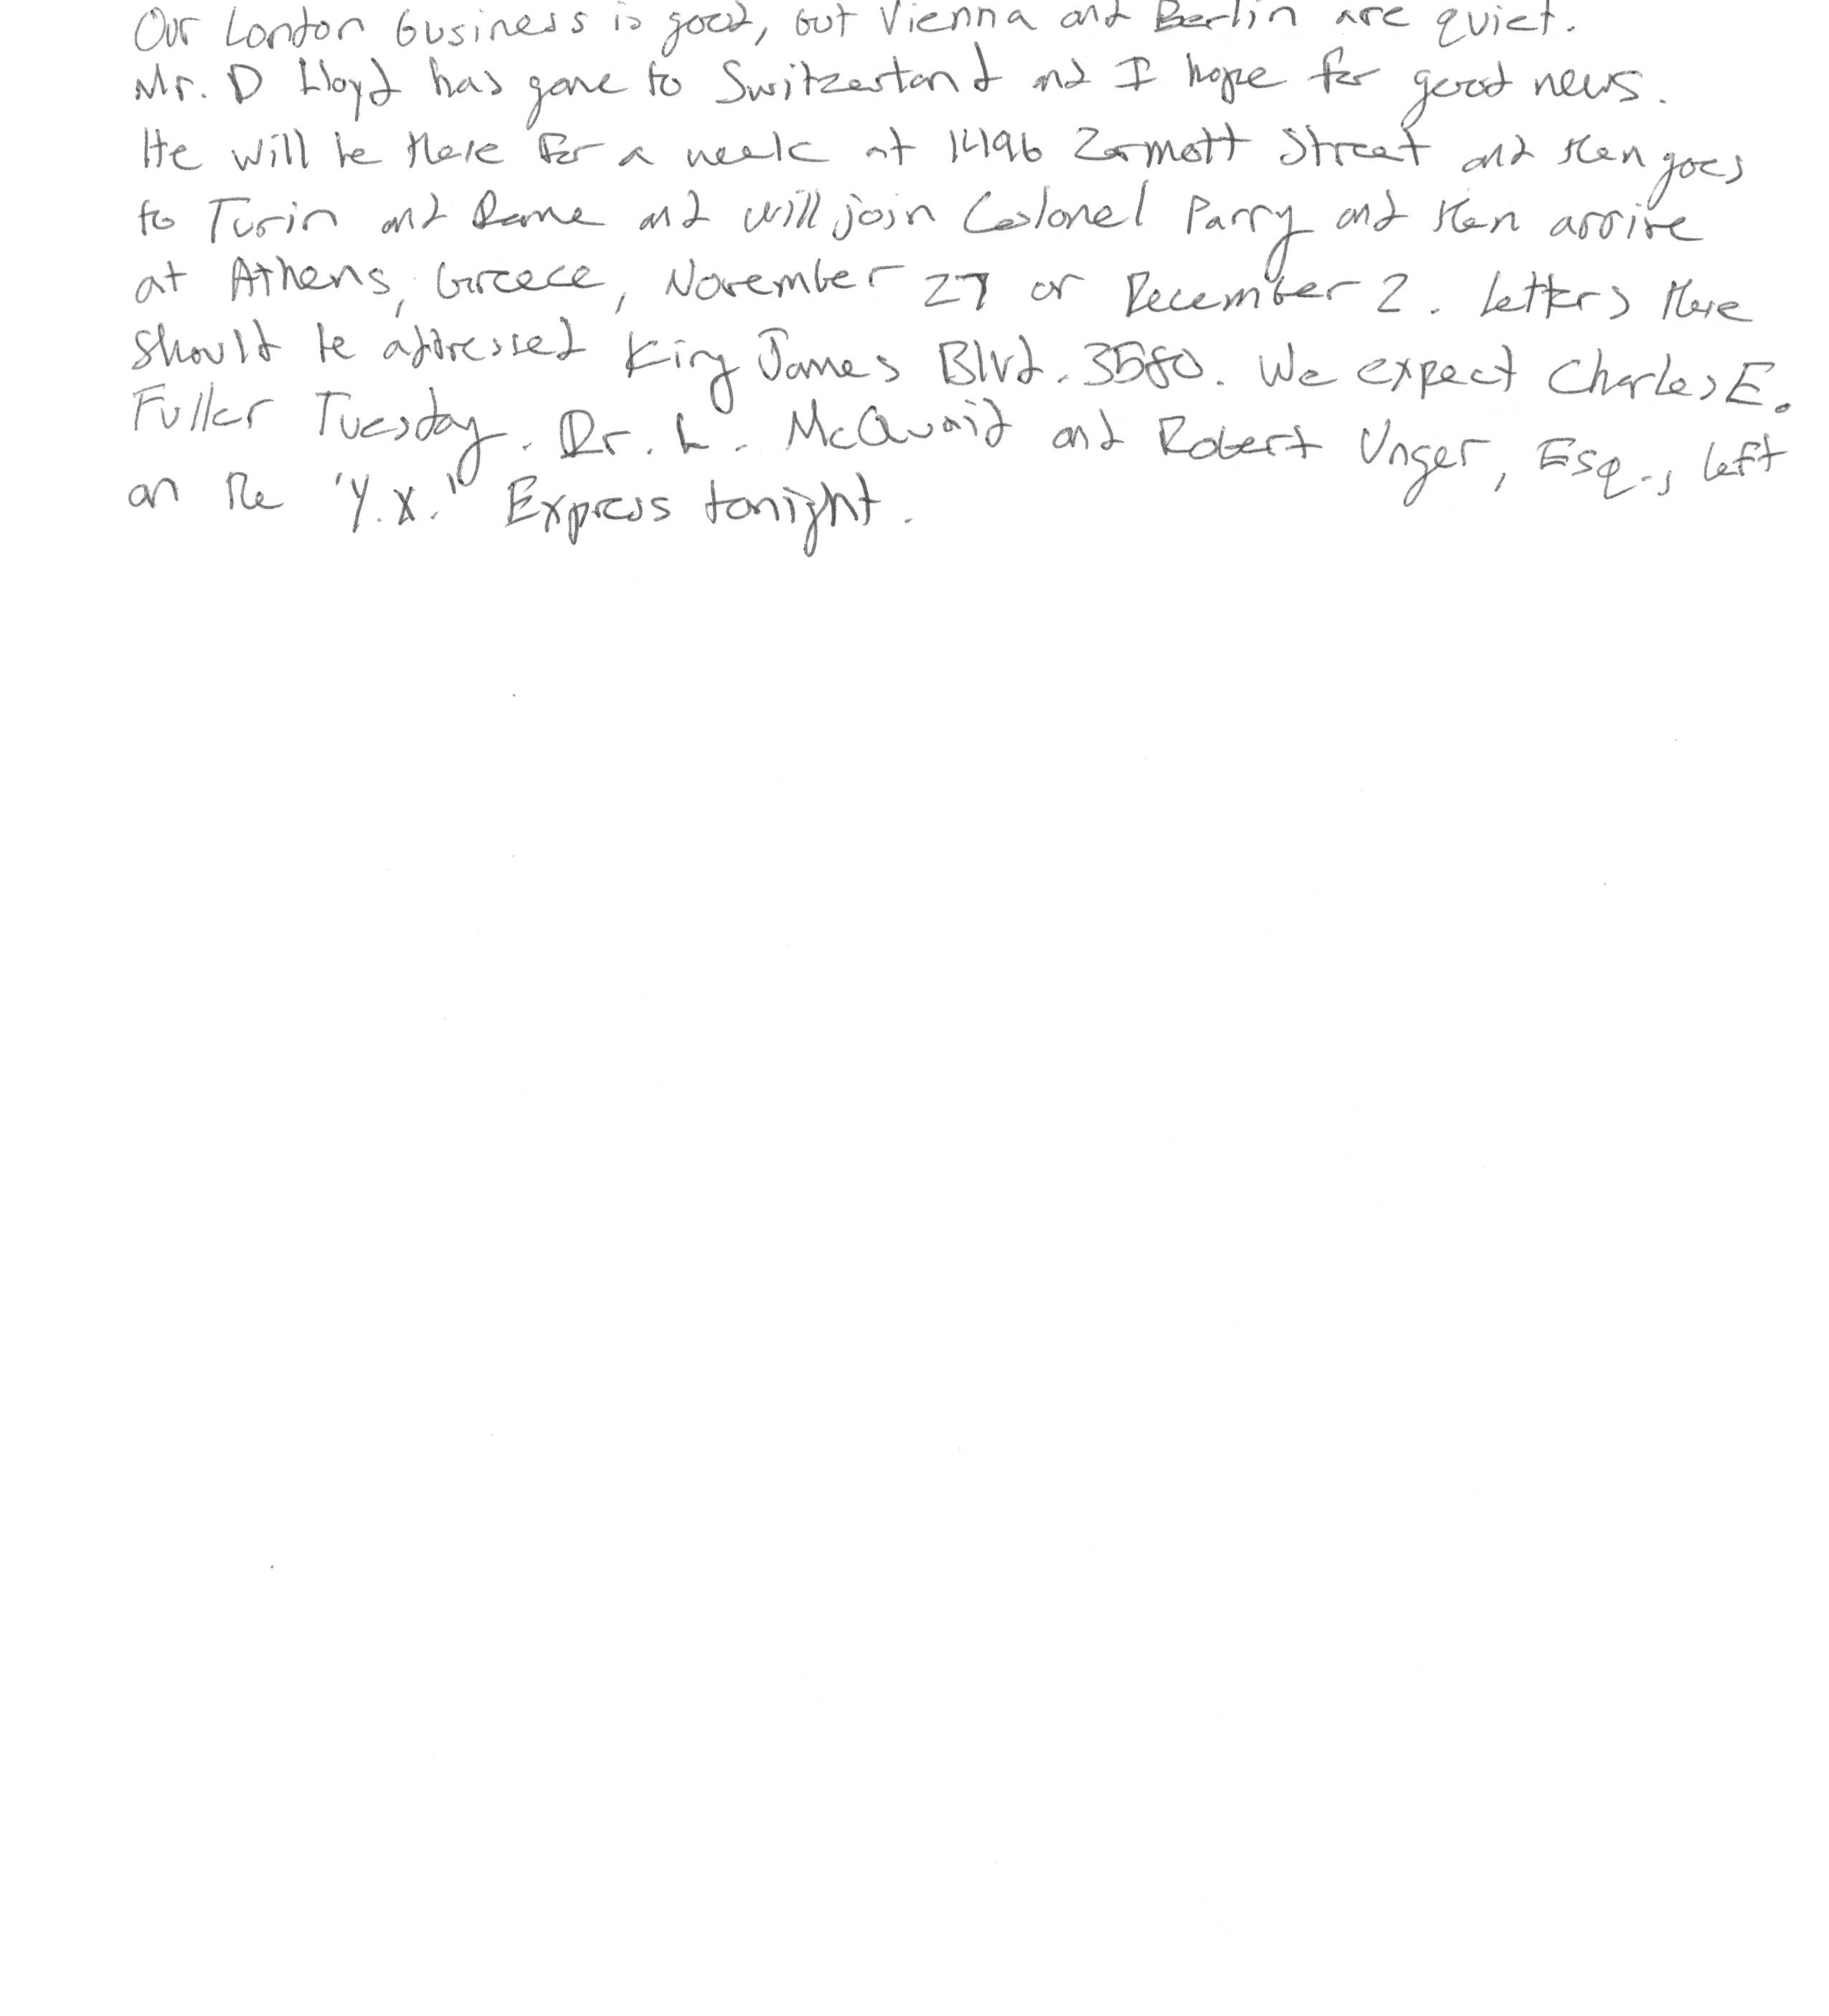 Our London business is good, but Vienna and Berlin are quiet.
Mr. D Lloyd has gone to Switzerland and I hope for good news.
He will be there for a week at 1496 Zermott Street and then goes
to Turin and Rome and will join Colonel Parry and then arrive
at Athens, Greece, November 27 or December 2. Letters there
should be addressed King James Blvd. 3580. We expect Charles E.
Fuller Tuesday. Dr. L. McQuaid and Robert Unger, Esq., left
on the "Y.X." Express tonight.